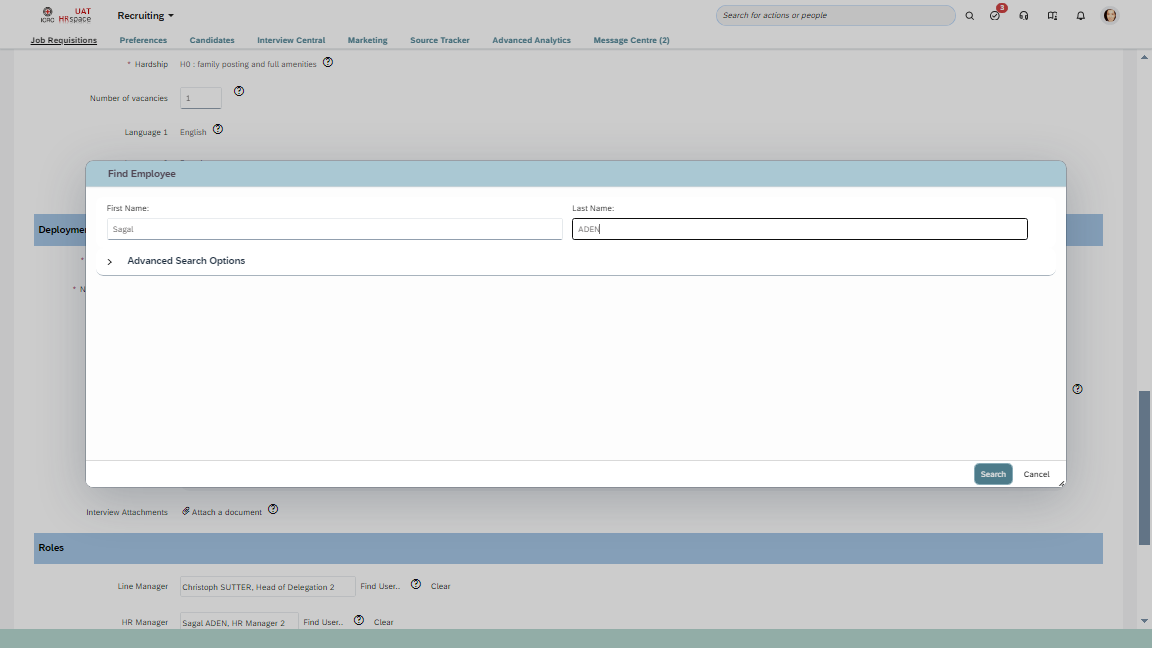 ICRC UAT HRspace Recruiting Search for actions or people 3
Job Requisitions Preferences Candidates Interview Central Marketing Source Tracker Advanced Analytics Message Centre (2)
* Hardship H0 : family posting and full amenities
Number of vacancies 1
Language 1 English
Find Employee
First Name: Last Name:
Sagal ADEN
Advanced Search Options
Search Cancel
Interview Attachments Attach a document
Roles
Line Manager Christoph SUTTER, Head of Delegation 2 Find User.. Clear
HR Manager Sagal ADEN, HR Manager 2 Find User.. Clear